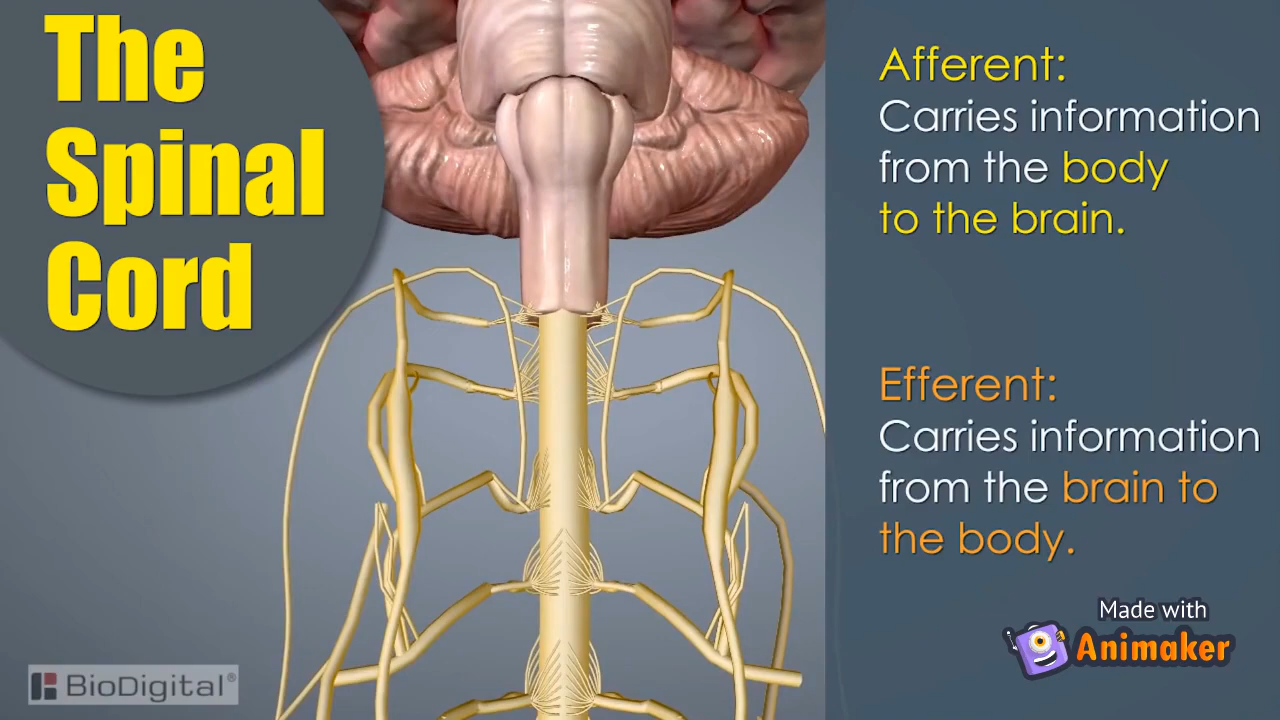 The
Spinal
Cord
Afferent:
Carries information
from the body
to the brain.
Efferent:
Carries information
from the brain to
the body.
Made with
Animaker
BioDigital®